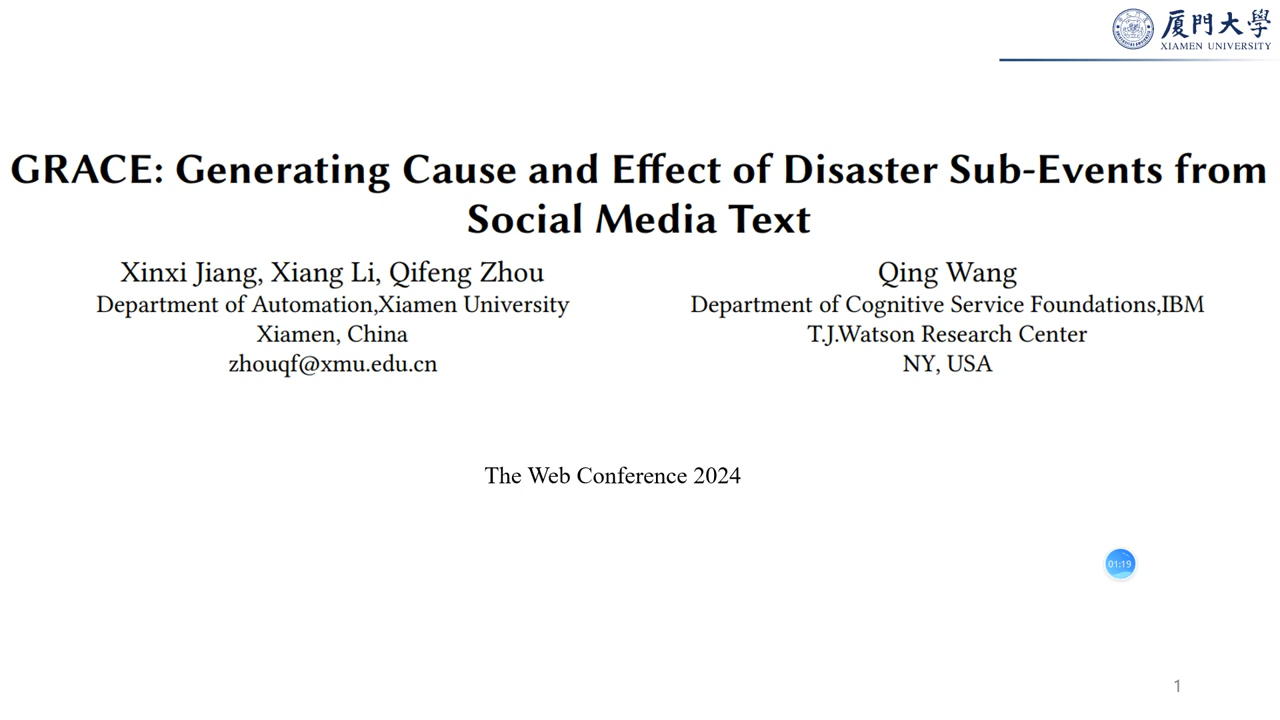 厦門大學
XIAMEN UNIVERSITY
GRACE: Generating Cause and Effect of Disaster Sub-Events from
Social Media Text
Xinxi Jiang, Xiang Li, Qifeng Zhou
Department of Automation,Xiamen University
Xiamen, China
zhouqf@xmu.edu.cn
Qing Wang
Department of Cognitive Service Foundations,IBM
T.J.Watson Research Center
NY, USA
The Web Conference 2024
01:19
1